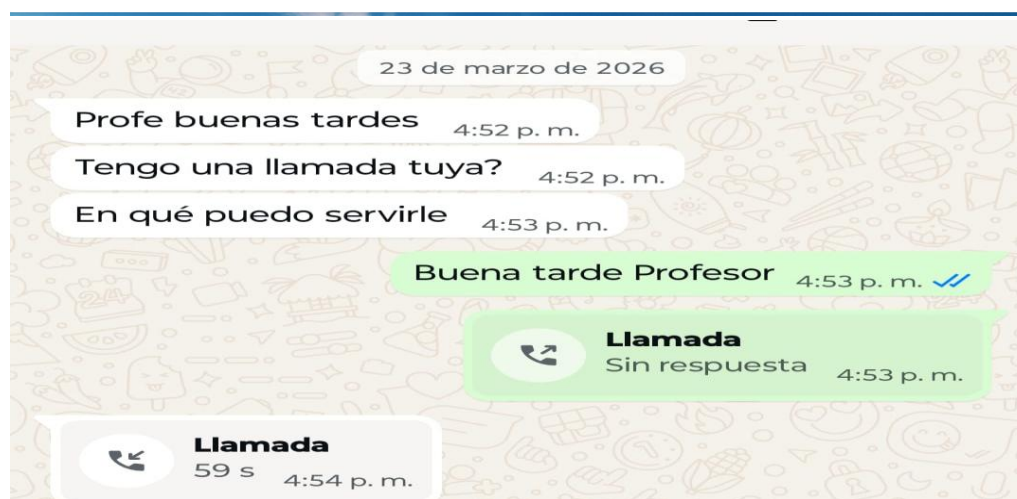 23 de marzo de 2026
Profe buenas tardes 4:52 p. m.
Tengo una llamada tuya? 4:52 p. m.
En qué puedo servirle 4:53 p. m.
Buena tarde Profesor 4:53 p. m.
Llamada
Sin respuesta 4:53 p. m.
Llamada
59 s 4:54 p. m.